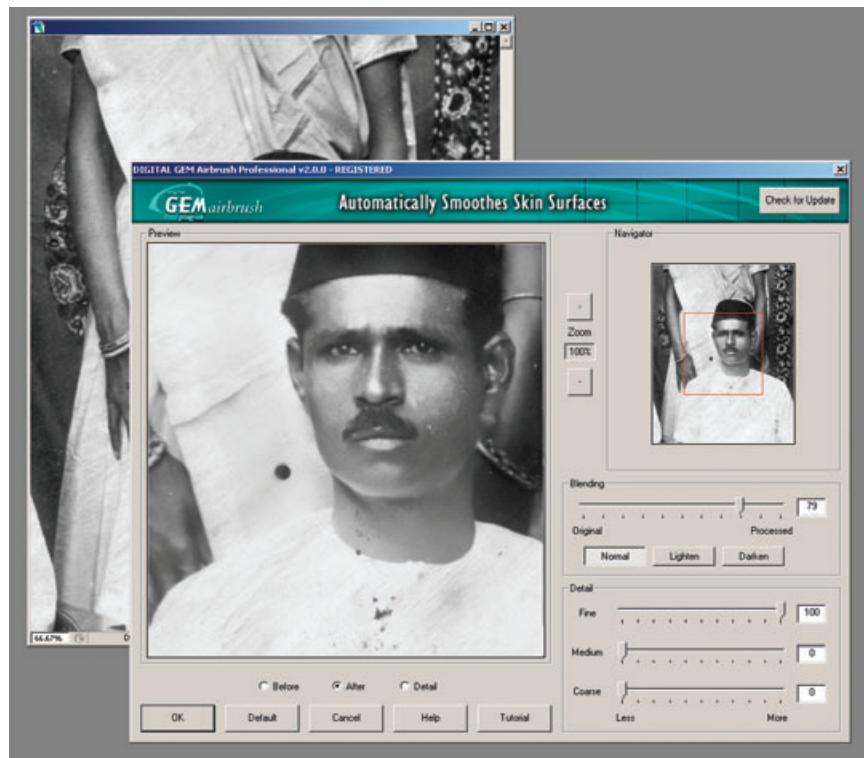 DIGITAL GEM Airbrush Professional v2.0.0 - REGISTERED
GEM airbrush
Automatically Smoothes Skin Surfaces
Check for Update
Preview
Navigator
+
Zoom
100%
-
Blending
79
Original Processed
Normal Lighten Darken
Detail
Fine 100
Medium 0
Coarse 0
Less More
66.67%
D
Before After Detail
OK Default Cancel Help Tutorial